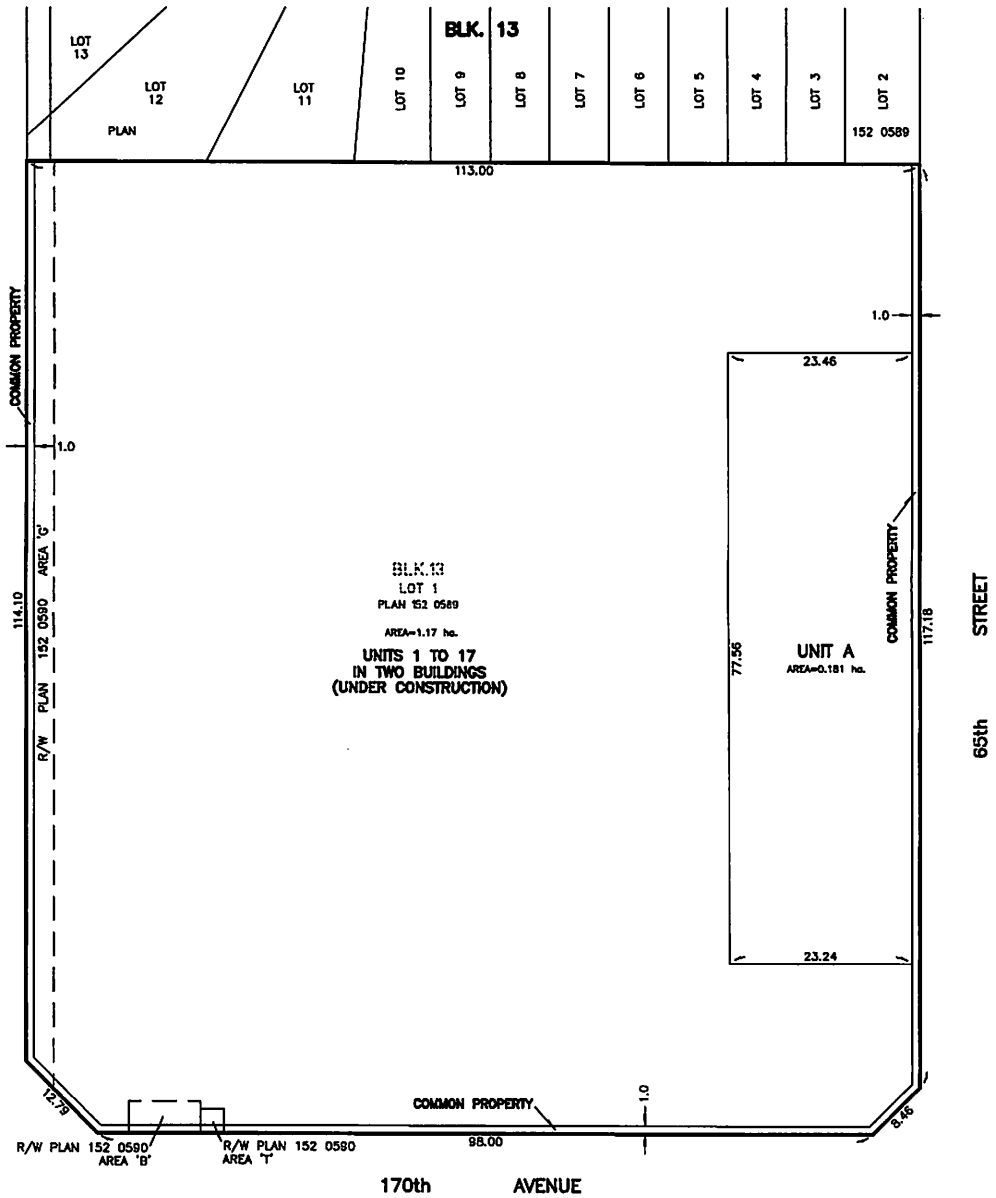 BLK. 13
LOT
13
LOT
12
PLAN
LOT
11
LOT 10
LOT 9
LOT 8
LOT 7
LOT 6
LOT 5
LOT 4
LOT 3
LOT 2
152 0589
113.00
COMMON PROPERTY
1.0
23.46
1.0
R/W PLAN 152 0590 AREA 'G'
114.10
BLK.13
LOT 1
PLAN 152 0589
AREA=1.17 ha.
UNITS 1 TO 17
IN TWO BUILDINGS
(UNDER CONSTRUCTION)
77.56
UNIT A
AREA=0.181 ha.
COMMON PROPERTY
117.18
65th STREET
23.24
12.79
COMMON PROPERTY
1.0
8.46
R/W PLAN 152 0590
AREA 'B'
R/W PLAN 152 0590
AREA 'T'
98.00
170th AVENUE